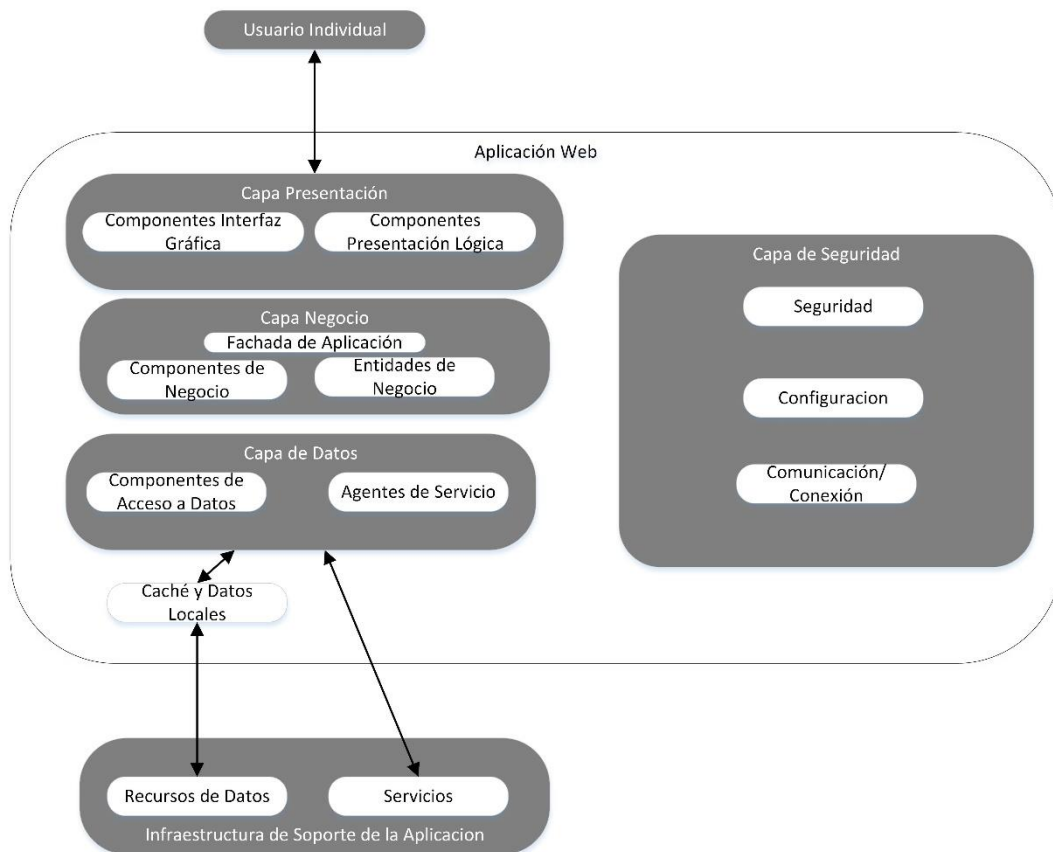 Usuario Individual
Aplicación Web
Capa Presentación
Componentes Interfaz
Gráfica
Componentes
Presentación Lógica
Capa Negocio
Fachada de Aplicación
Componentes de
Negocio
Entidades de
Negocio
Capa de Datos
Componentes de
Acceso a Datos
Agentes de Servicio
Caché y Datos
Locales
Capa de Seguridad
Seguridad
Configuracion
Comunicación/
Conexión
Recursos de Datos
Servicios
Infraestructura de Soporte de la Aplicacion